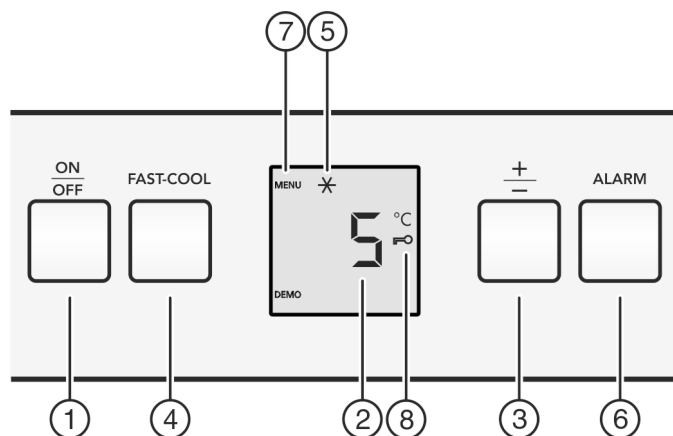 7 5
ON
OFF
FAST-COOL
MENU
5 °C
DEMO
+
−
ALARM
1 4 2 8 3 6